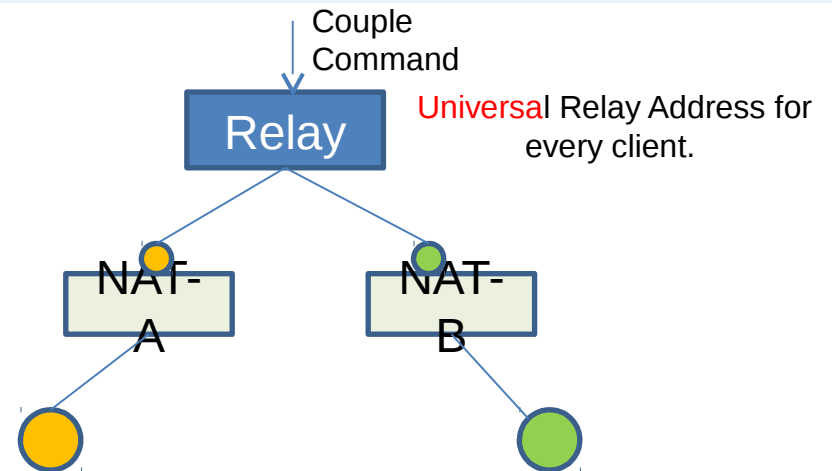 Couple
Command
Universal Relay Address for
every client.
Relay
NAT-
A
NAT-
B